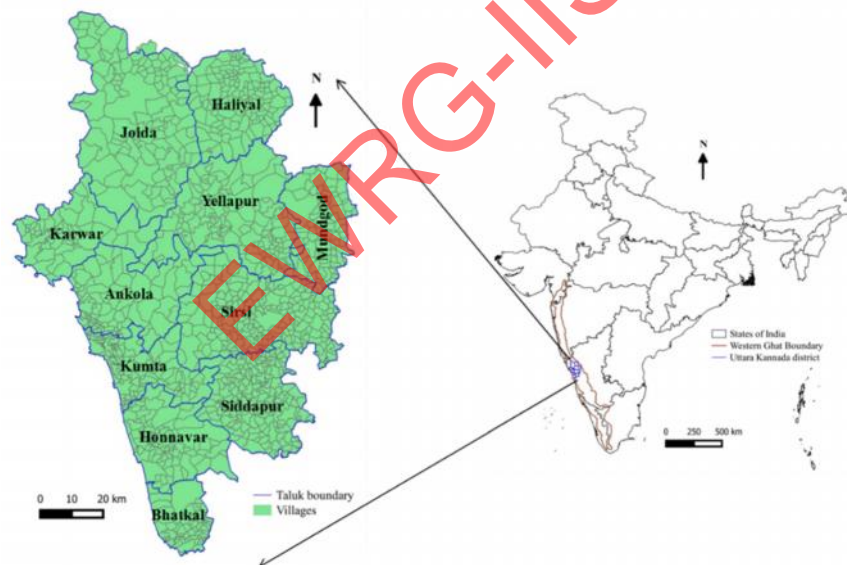 Haliyal
Joida
Yellapur
Mundgod
Karwar
Ankola
Sirsi
Kumta
Siddapur
Honnavar
Bhatkal
N
0 10 20 km
Taluk boundary
Villages
EWRG-IIS
N
States of India
Western Ghat Boundary
Uttara Kannada district
0 250 500 km